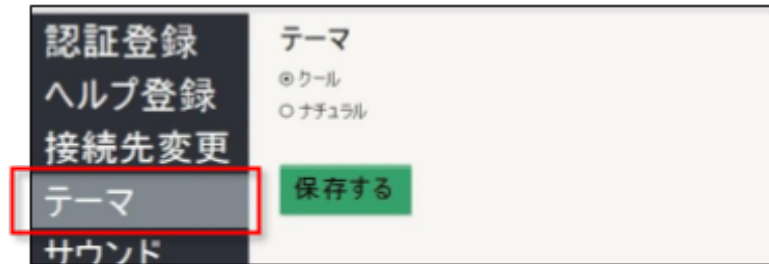 認証登録
ヘルプ登録
接続先変更
テーマ
サウンド
テーマ
クール
ナチュラル
保存する